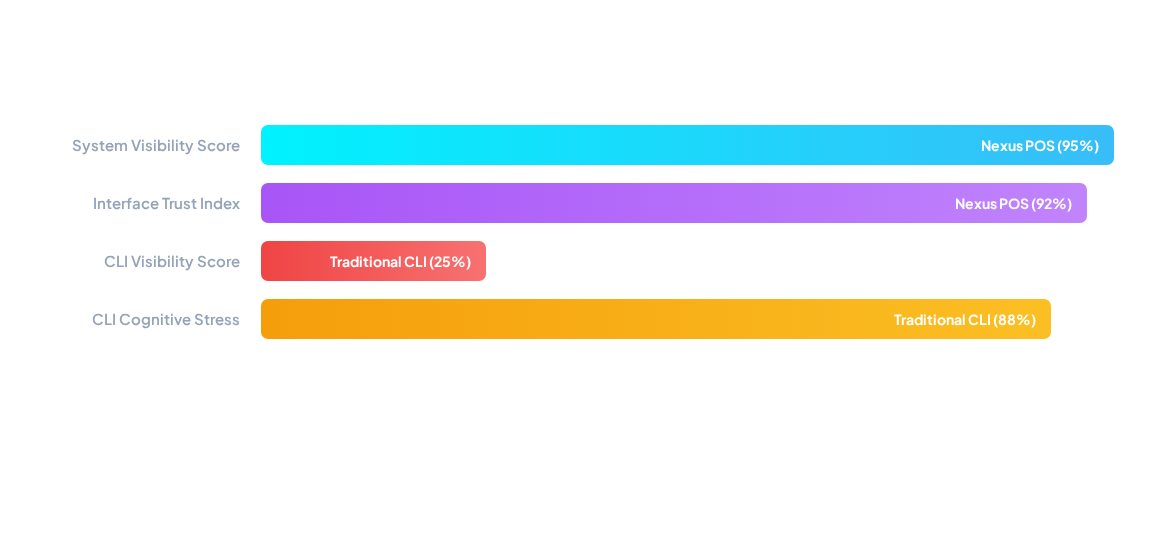 System Visibility Score
Nexus POS (95%)
Interface Trust Index
Nexus POS (92%)
CLI Visibility Score
Traditional CLI (25%)
CLI Cognitive Stress
Traditional CLI (88%)